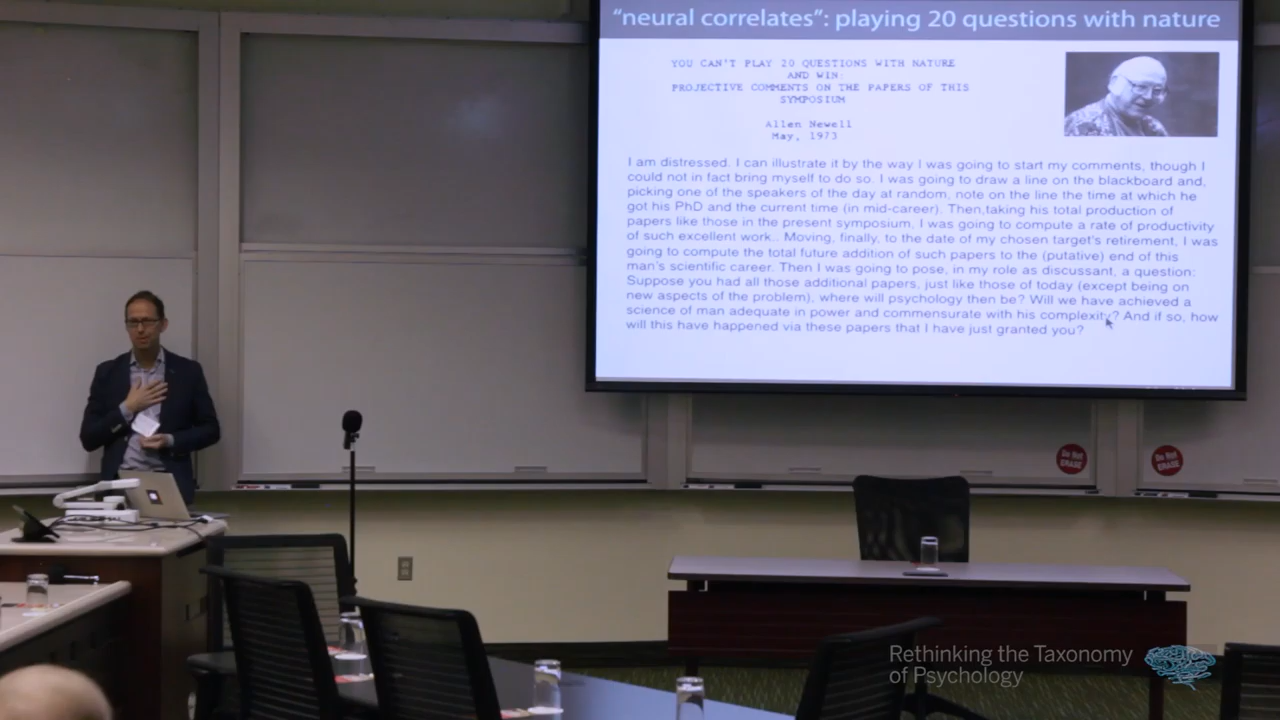 “neural correlates”: playing 20 questions with nature
YOU CAN'T PLAY 20 QUESTIONS WITH NATURE
AND WIN:
PROJECTIVE COMMENTS ON THE PAPERS OF THIS
SYMPOSIUM
Allen Newell
May, 1973
I am distressed. I can illustrate it by the way I was going to start my comments, though I
could not in fact bring myself to do so. I was going to draw a line on the blackboard and,
picking one of the speakers of the day at random, note on the line the time at which he
got his PhD and the current time (in mid-career). Then,taking his total production of
papers like those in the present symposium, I was going to compute a rate of productivity
of such excellent work.. Moving, finally, to the date of my chosen target's retirement, I was
going to compute the total future addition of such papers to the (putative) end of this
man's scientific career. Then I was going to pose, in my role as discussant, a question:
Suppose you had all those additional papers, just like those of today (except being on
new aspects of the problem), where will psychology then be? Will we have achieved a
science of man adequate in power and commensurate with his complexity? And if so, how
will this have happened via these papers that I have just granted you?
Do Not
ERASE
Do Not
ERASE
Rethinking the Taxonomy
of Psychology